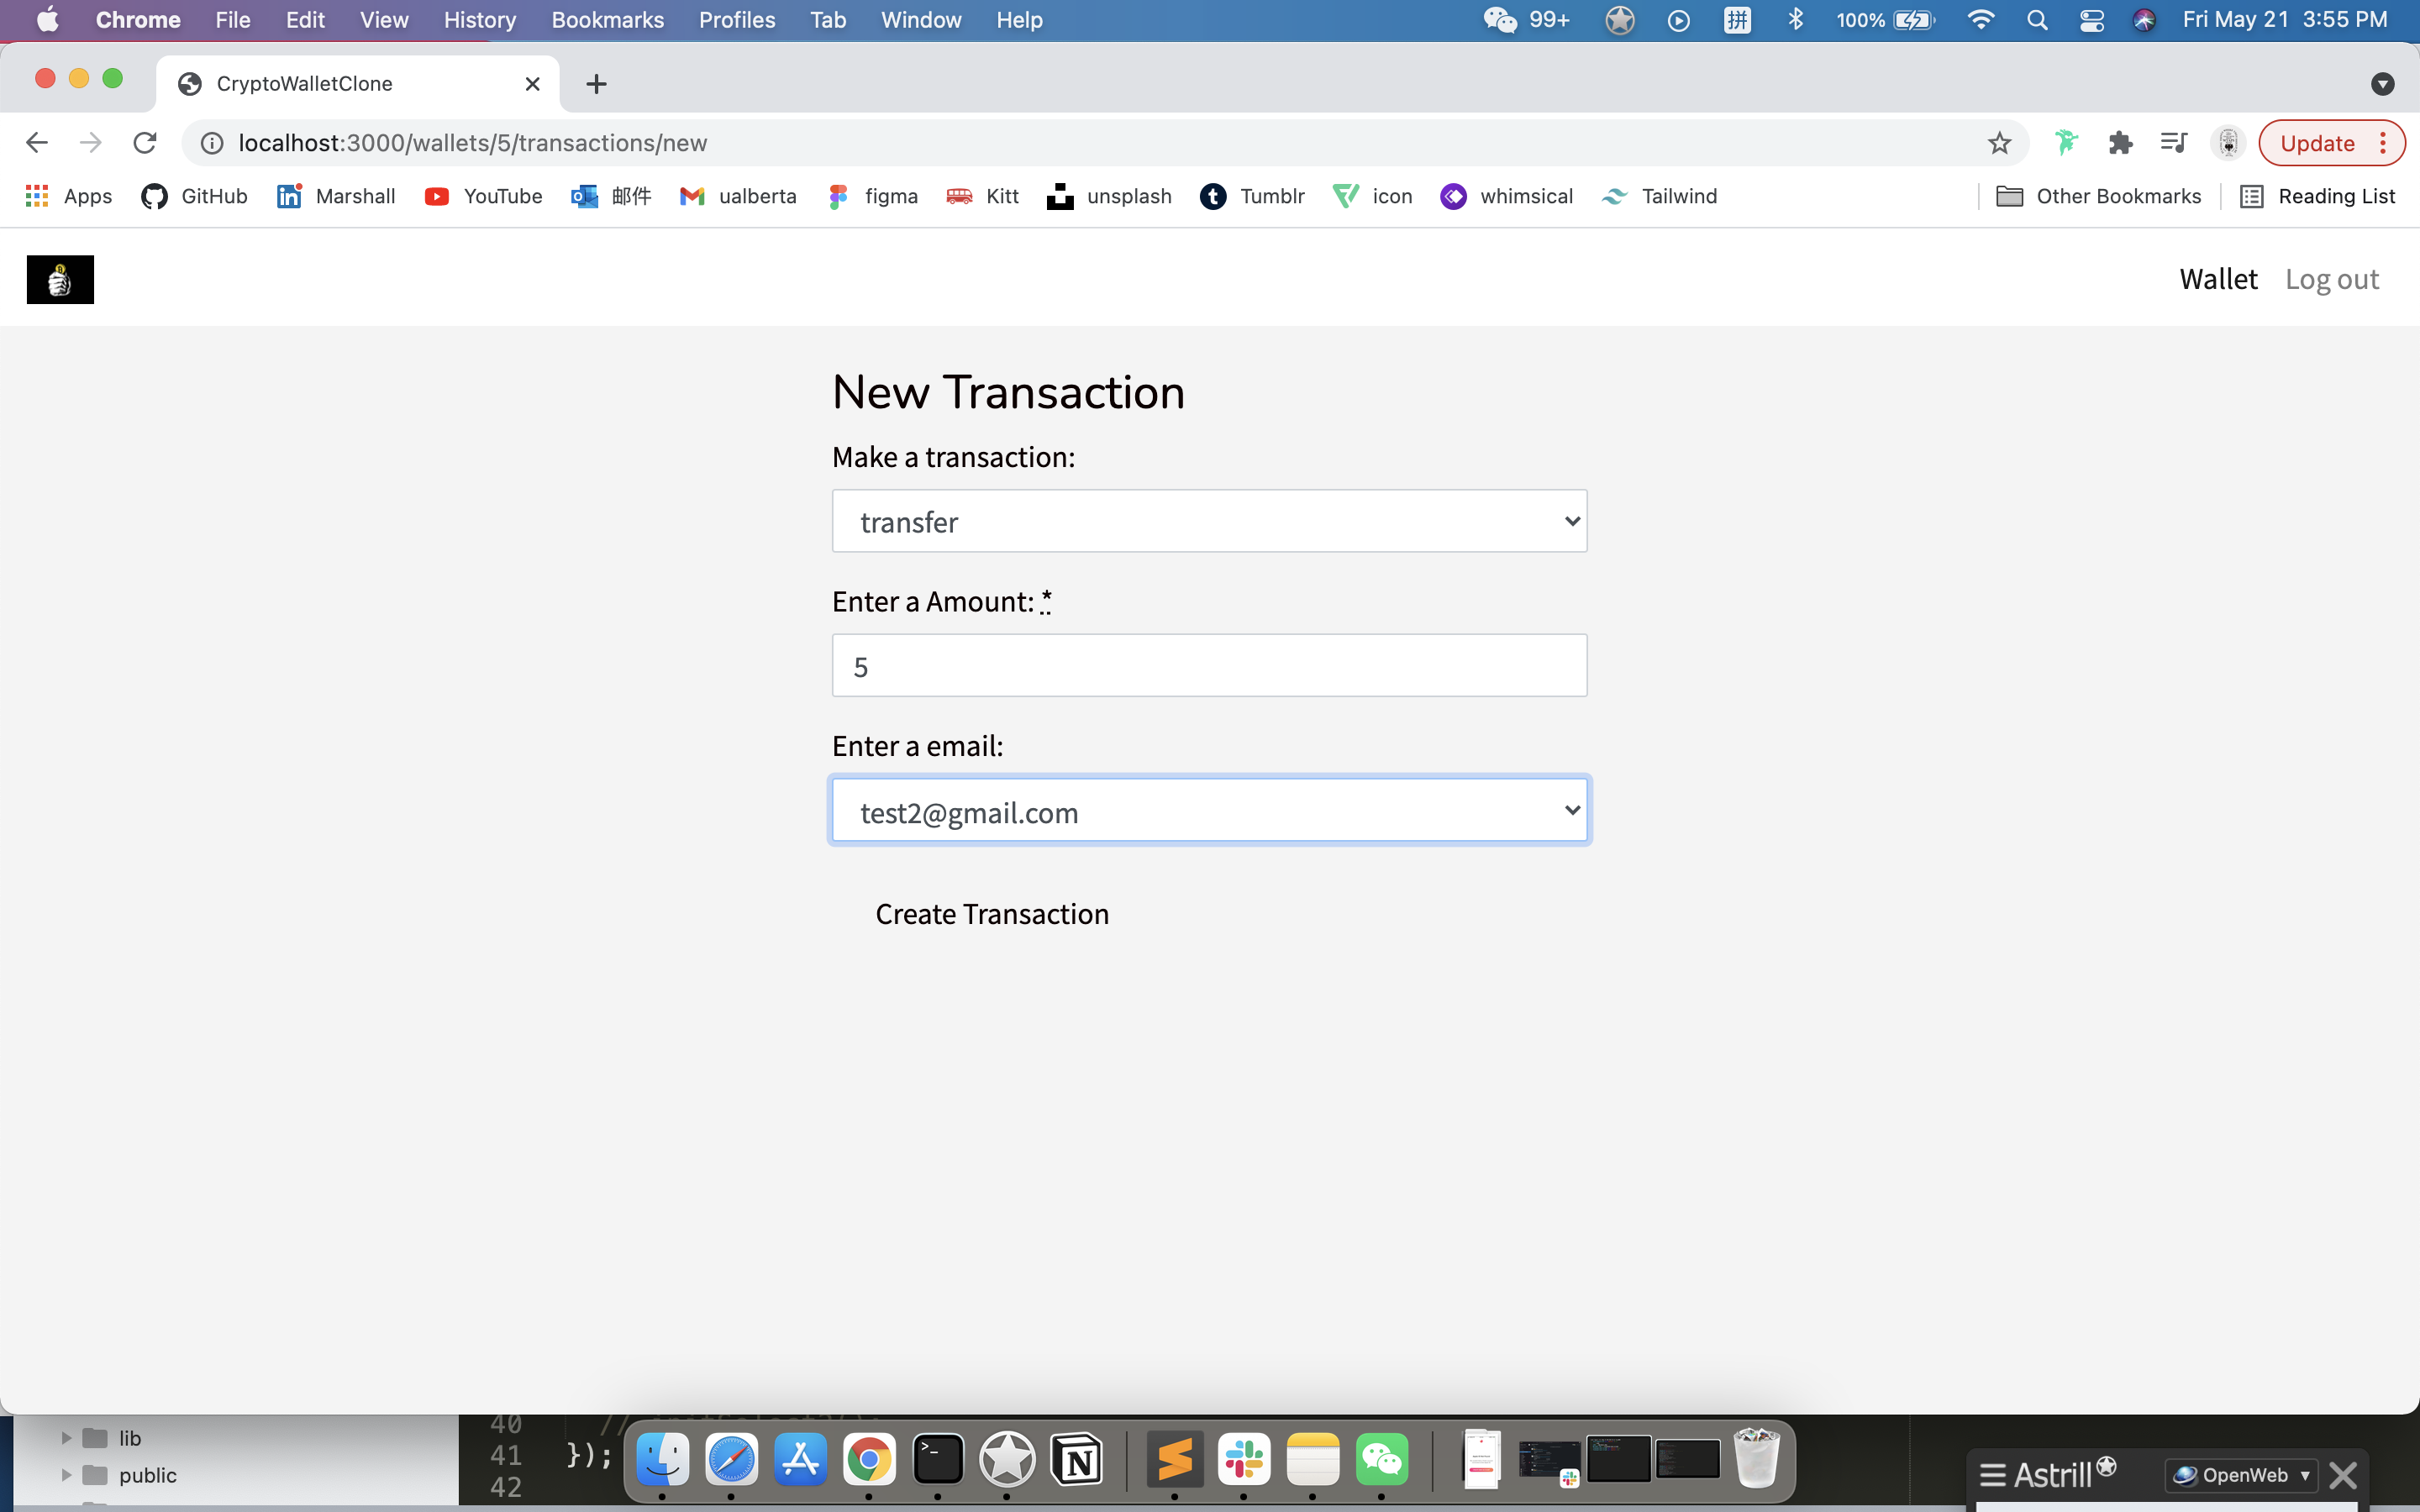 Chrome File Edit View History Bookmarks Profiles Tab Window Help 99+ 拼 100% Fri May 21 3:55 PM
CryptoWalletClone
localhost:3000/wallets/5/transactions/new Update
Apps GitHub Marshall YouTube 邮件 ualberta figma Kitt unsplash Tumblr icon whimsical Tailwind Other Bookmarks Reading List
Wallet Log out
New Transaction
Make a transaction:
transfer
Enter a Amount: *
5
Enter a email:
test2@gmail.com
Create Transaction
40 //
lib
41 });
public
42
Astrill OpenWeb